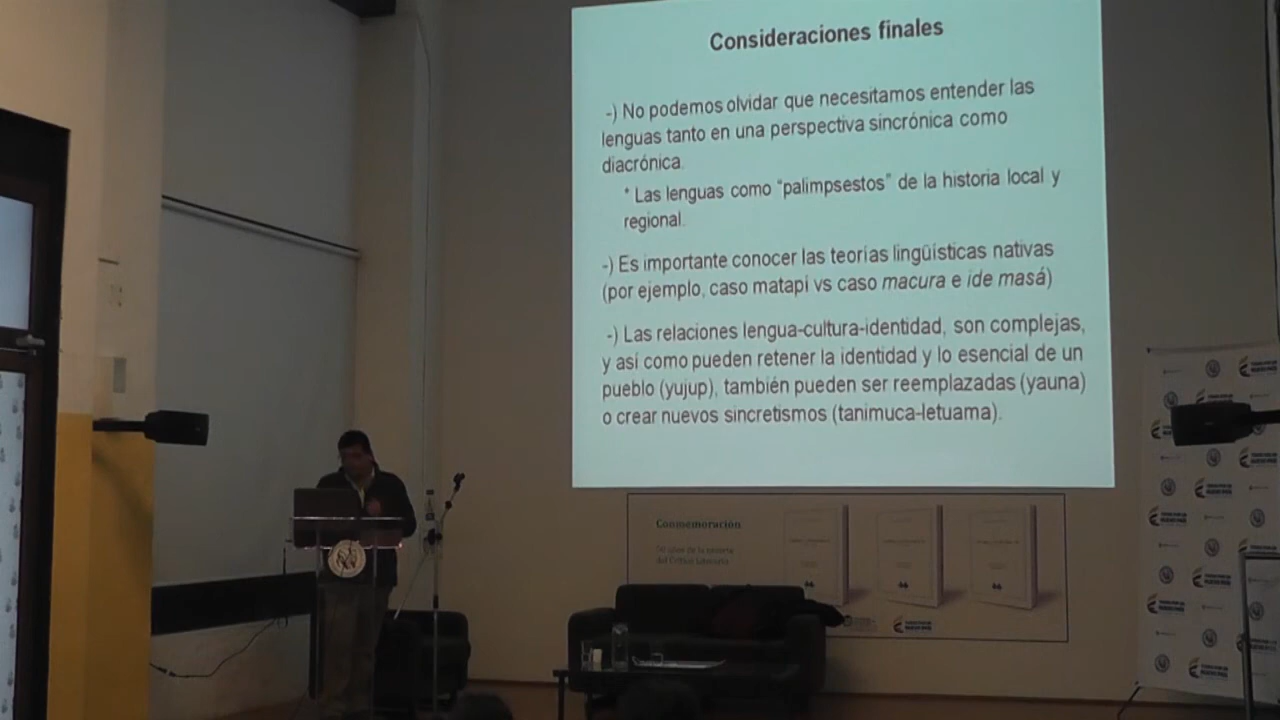 Consideraciones finales
-) No podemos olvidar que necesitamos entender las
lenguas tanto en una perspectiva sincrónica como
diacrónica.
* Las lenguas como “palimpsestos” de la historia local y
regional.
-) Es importante conocer las teorías lingüísticas nativas
(por ejemplo, caso matapí vs caso macura e ide masá)
-) Las relaciones lengua-cultura-identidad, son complejas,
y así como pueden retener la identidad y lo esencial de un
pueblo (yujup), también pueden ser reemplazadas (yauna)
o crear nuevos sincretismos (tanimuca-letuama).
Conmemoración